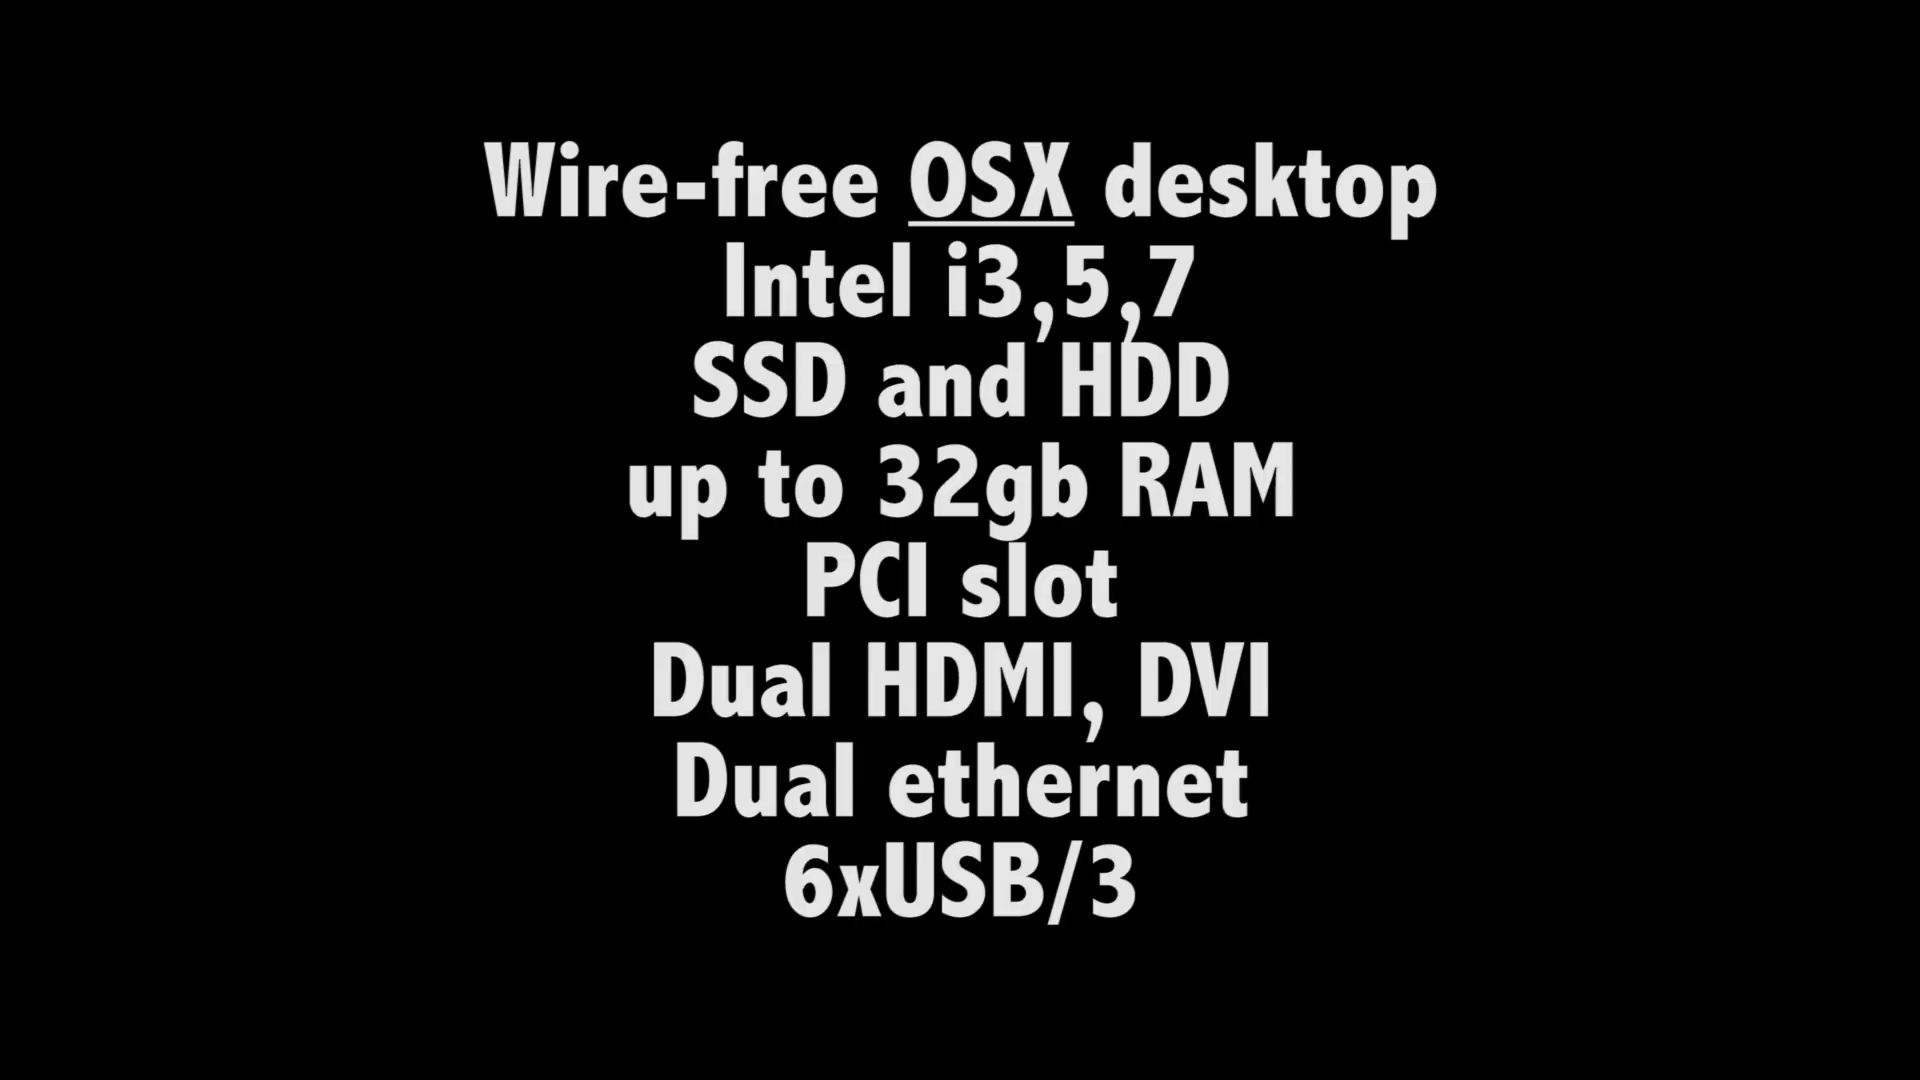 Wire-free OSX desktop
Intel i3,5,7
SSD and HDD
up to 32gb RAM
PCI slot
Dual HDMI, DVI
Dual ethernet
6xUSB/3